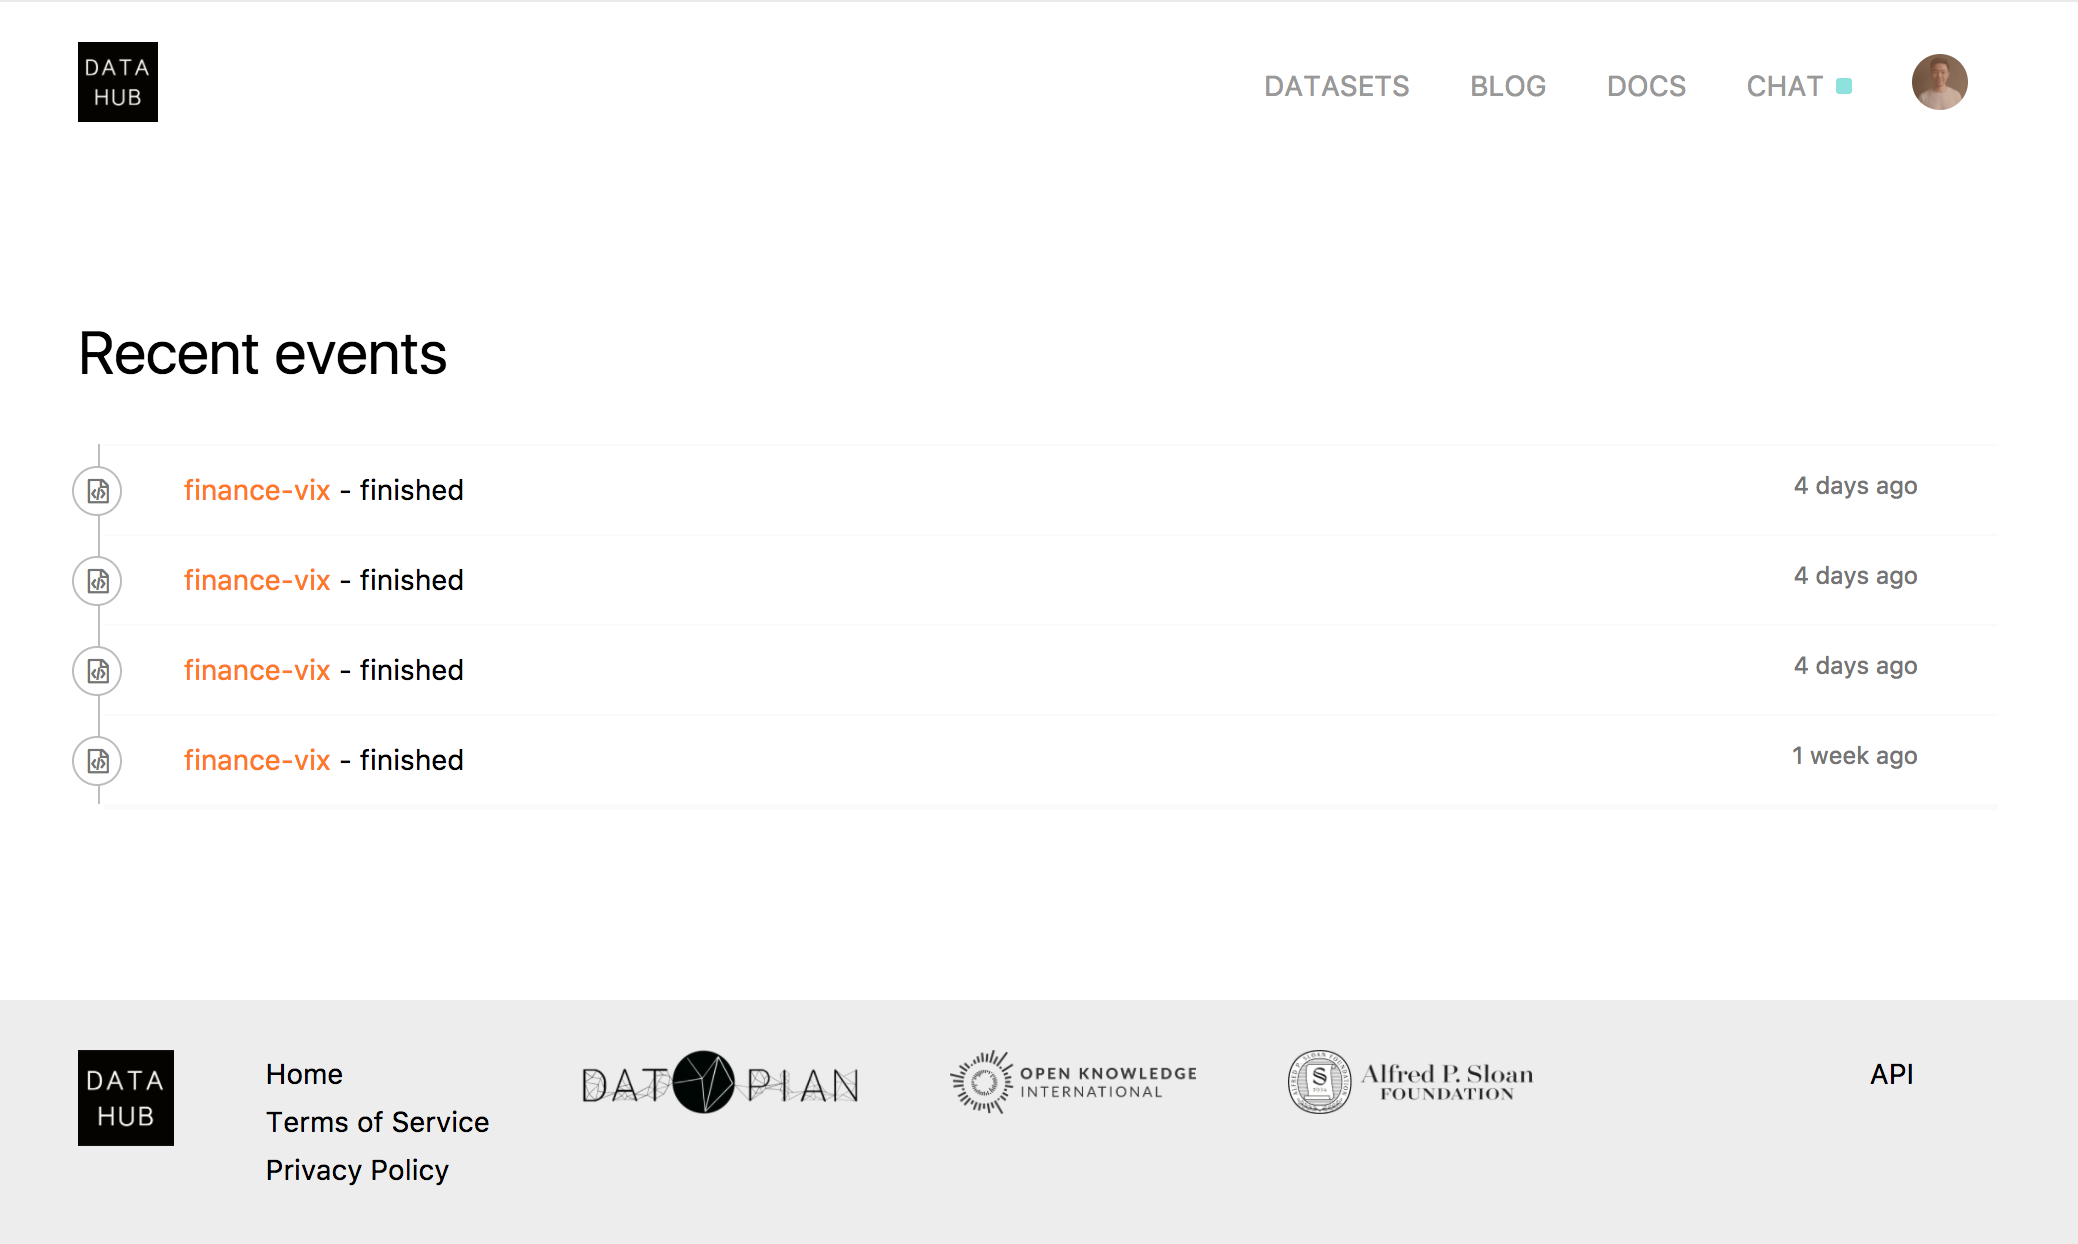 DATA
HUB
DATASETS BLOG DOCS CHAT
Recent events
finance-vix - finished 4 days ago
finance-vix - finished 4 days ago
finance-vix - finished 4 days ago
finance-vix - finished 1 week ago
DATA
HUB
Home
Terms of Service
Privacy Policy
DATOPIAN
OPEN KNOWLEDGE
INTERNATIONAL
Alfred P. Sloan
FOUNDATION
API